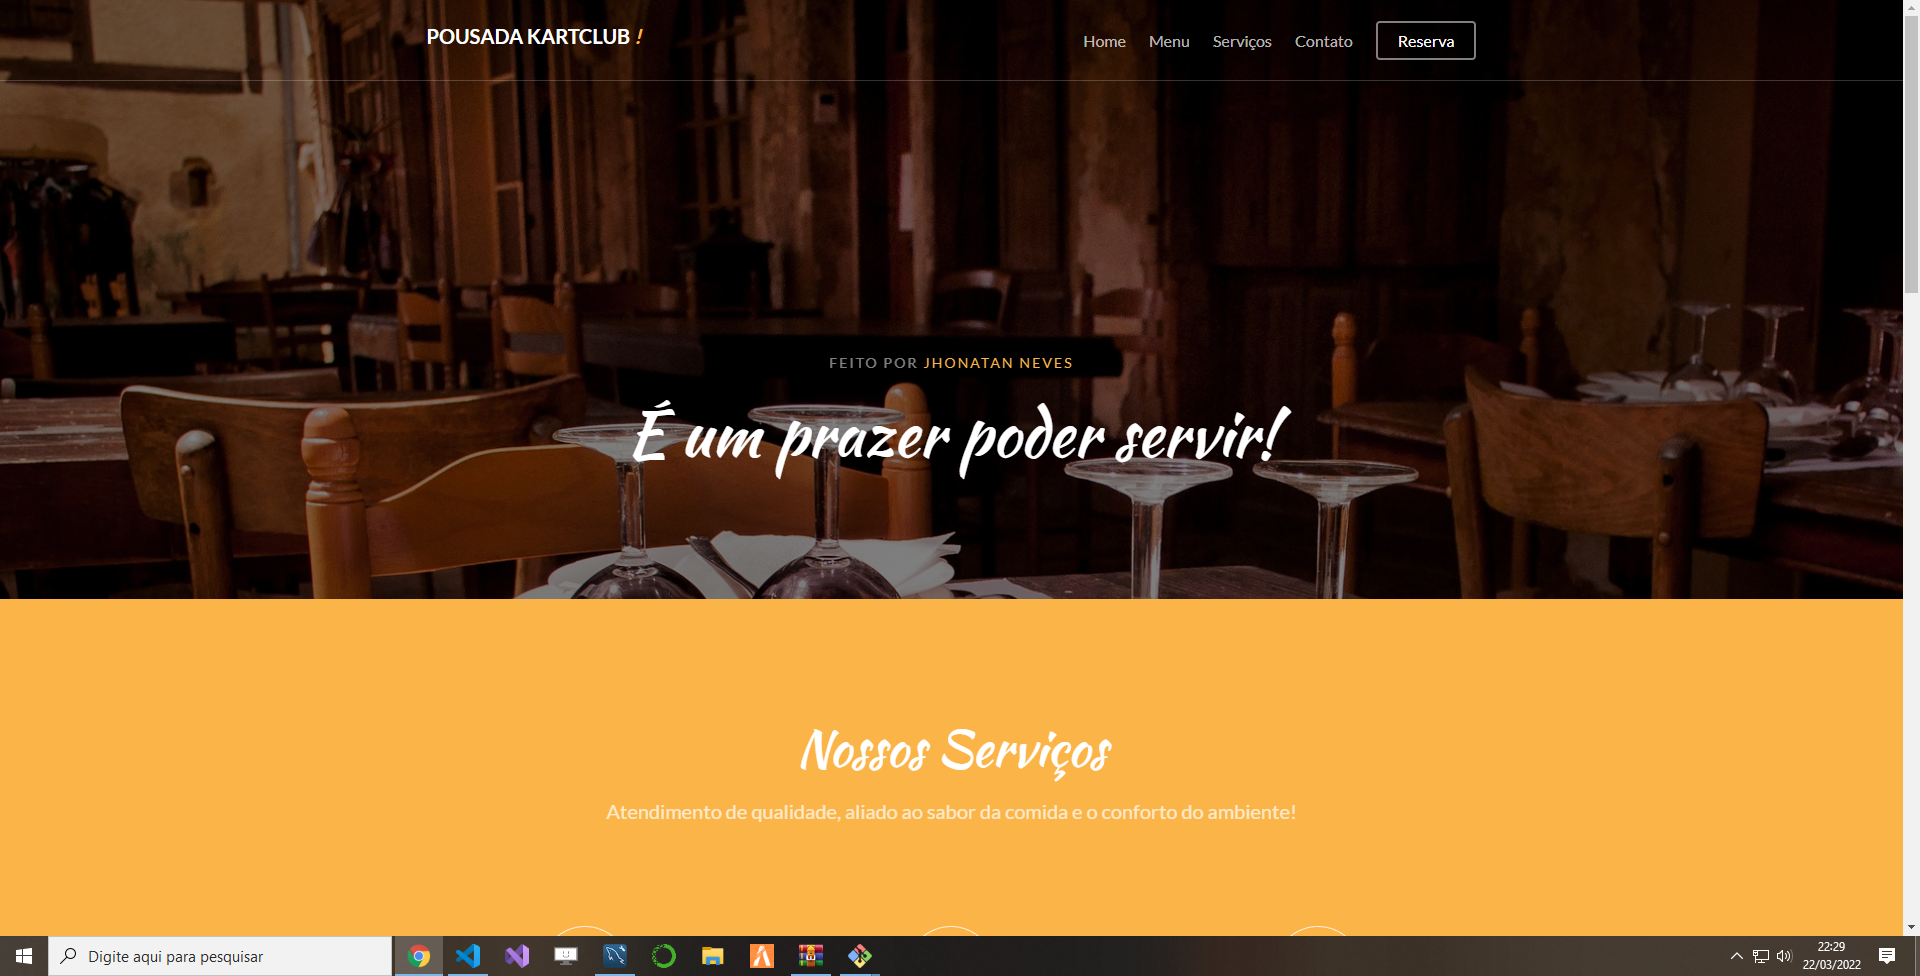 POUSADA KARTCLUB !
Home
Menu
Serviços
Contato
Reserva
FEITO POR JHONATAN NEVES
É um prazer poder servir!
Nossos Serviços
Atendimento de qualidade, aliado ao sabor da comida e o conforto do ambiente!
Digite aqui para pesquisar
22:29
22/03/2022